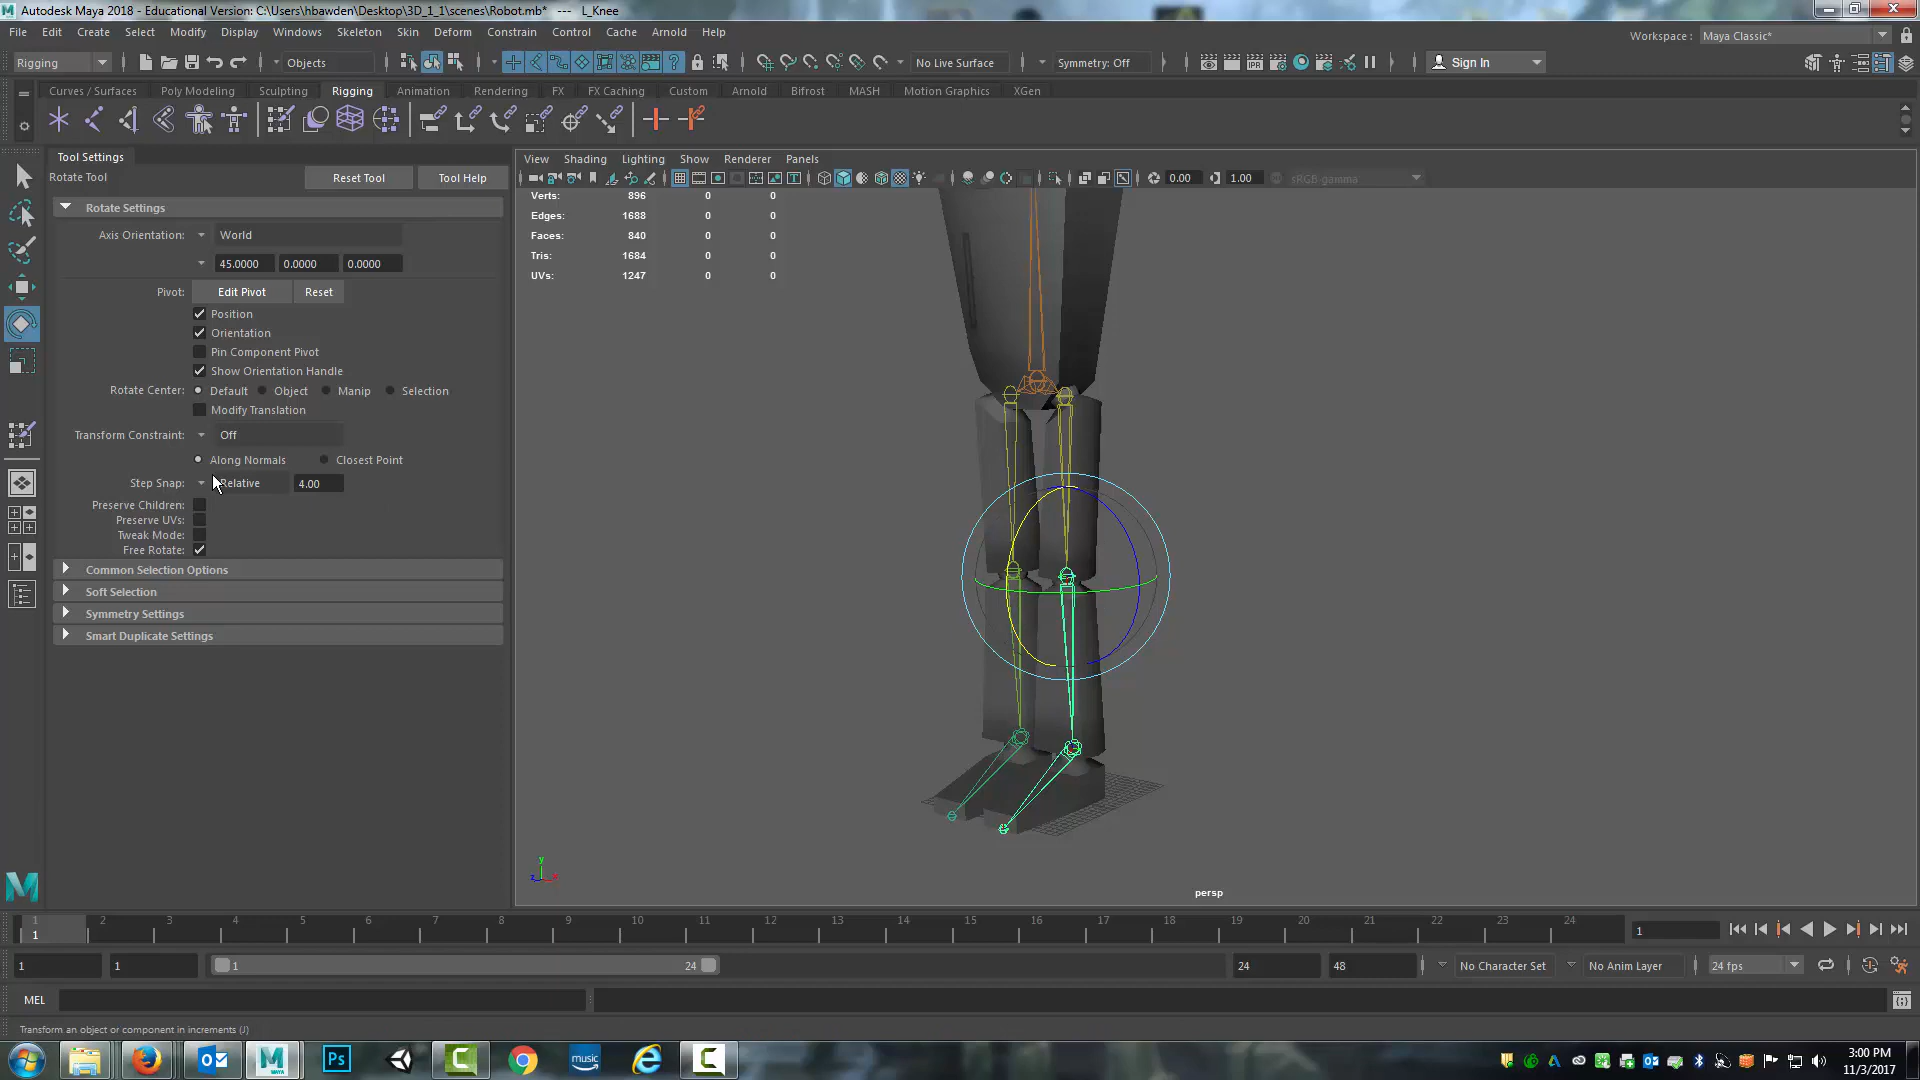 Autodesk Maya 2018 - Educational Version: C:\Users\hbawden\Desktop\3D_1_1\scenes\Robot.mb* --- L_Knee
File Edit Create Select Modify Display Windows Skeleton Skin Deform Constrain Control Cache Arnold Help
Workspace : Maya Classic*
Rigging Objects No Live Surface Symmetry: Off Sign In
Curves / Surfaces Poly Modeling Sculpting Rigging Animation Rendering FX FX Caching Custom Arnold Bifrost MASH Motion Graphics XGen
Tool Settings
Rotate Tool Reset Tool Tool Help
Rotate Settings
Axis Orientation: World
45.0000 0.0000 0.0000
Pivot: Edit Pivot Reset
Position
Orientation
Pin Component Pivot
Show Orientation Handle
Rotate Center: Default Object Manip Selection
Modify Translation
Transform Constraint: Off
Along Normals Closest Point
Step Snap: Relative 4.00
Preserve Children:
Preserve UVs:
Tweak Mode:
Free Rotate:
Common Selection Options
Soft Selection
Symmetry Settings
Smart Duplicate Settings
View Shading Lighting Show Renderer Panels
0.00 1.00 sRGB gamma
Verts: 896 0 0
Edges: 1688 0 0
Faces: 840 0 0
Tris: 1684 0 0
UVs: 1247 0 0
y
z x
persp
1 2 3 4 5 6 7 8 9 10 11 12 13 14 15 16 17 18 19 20 21 22 23 24
1 1
1 1 1 24 24 48 No Character Set No Anim Layer 24 fps
MEL
Transform an object or component in increments (J)
MAYA Ps music
3:00 PM
11/3/2017